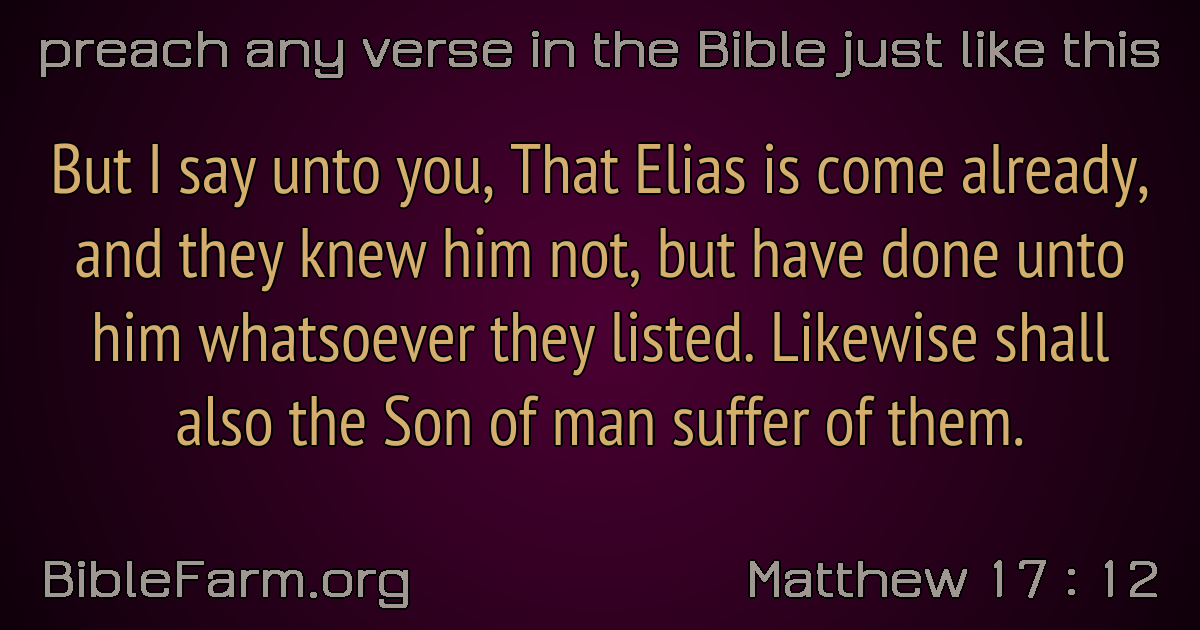 preach any verse in the Bible just like this
But I say unto you, That Elias is come already,
and they knew him not, but have done unto
him whatsoever they listed. Likewise shall
also the Son of man suffer of them.
BibleFarm.org
Matthew 17 : 12